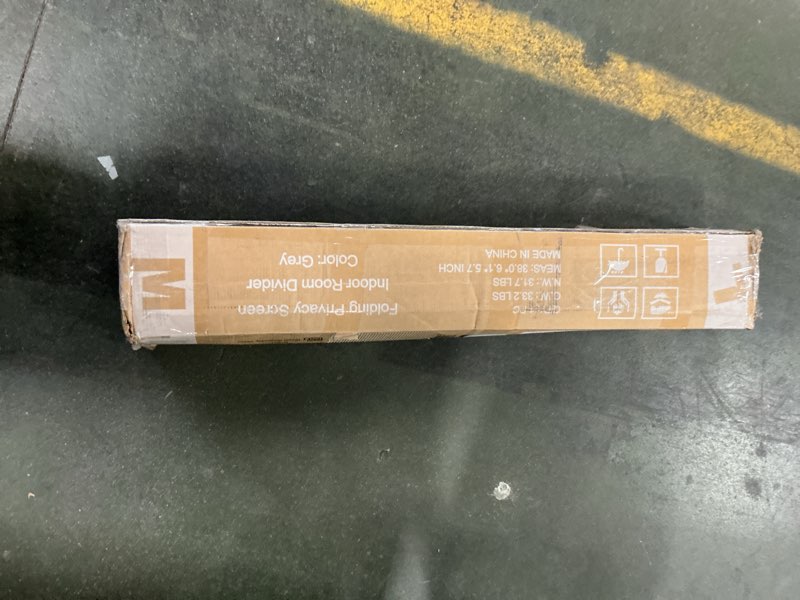 M
Folding Privacy Screen
Indoor Room Divider
Color: Grey
G.W.: 33.2 LBS
N.W.: 31.7 LBS
MEAS: 38.0* 6.1* 5.7 INCH
MADE IN CHINA